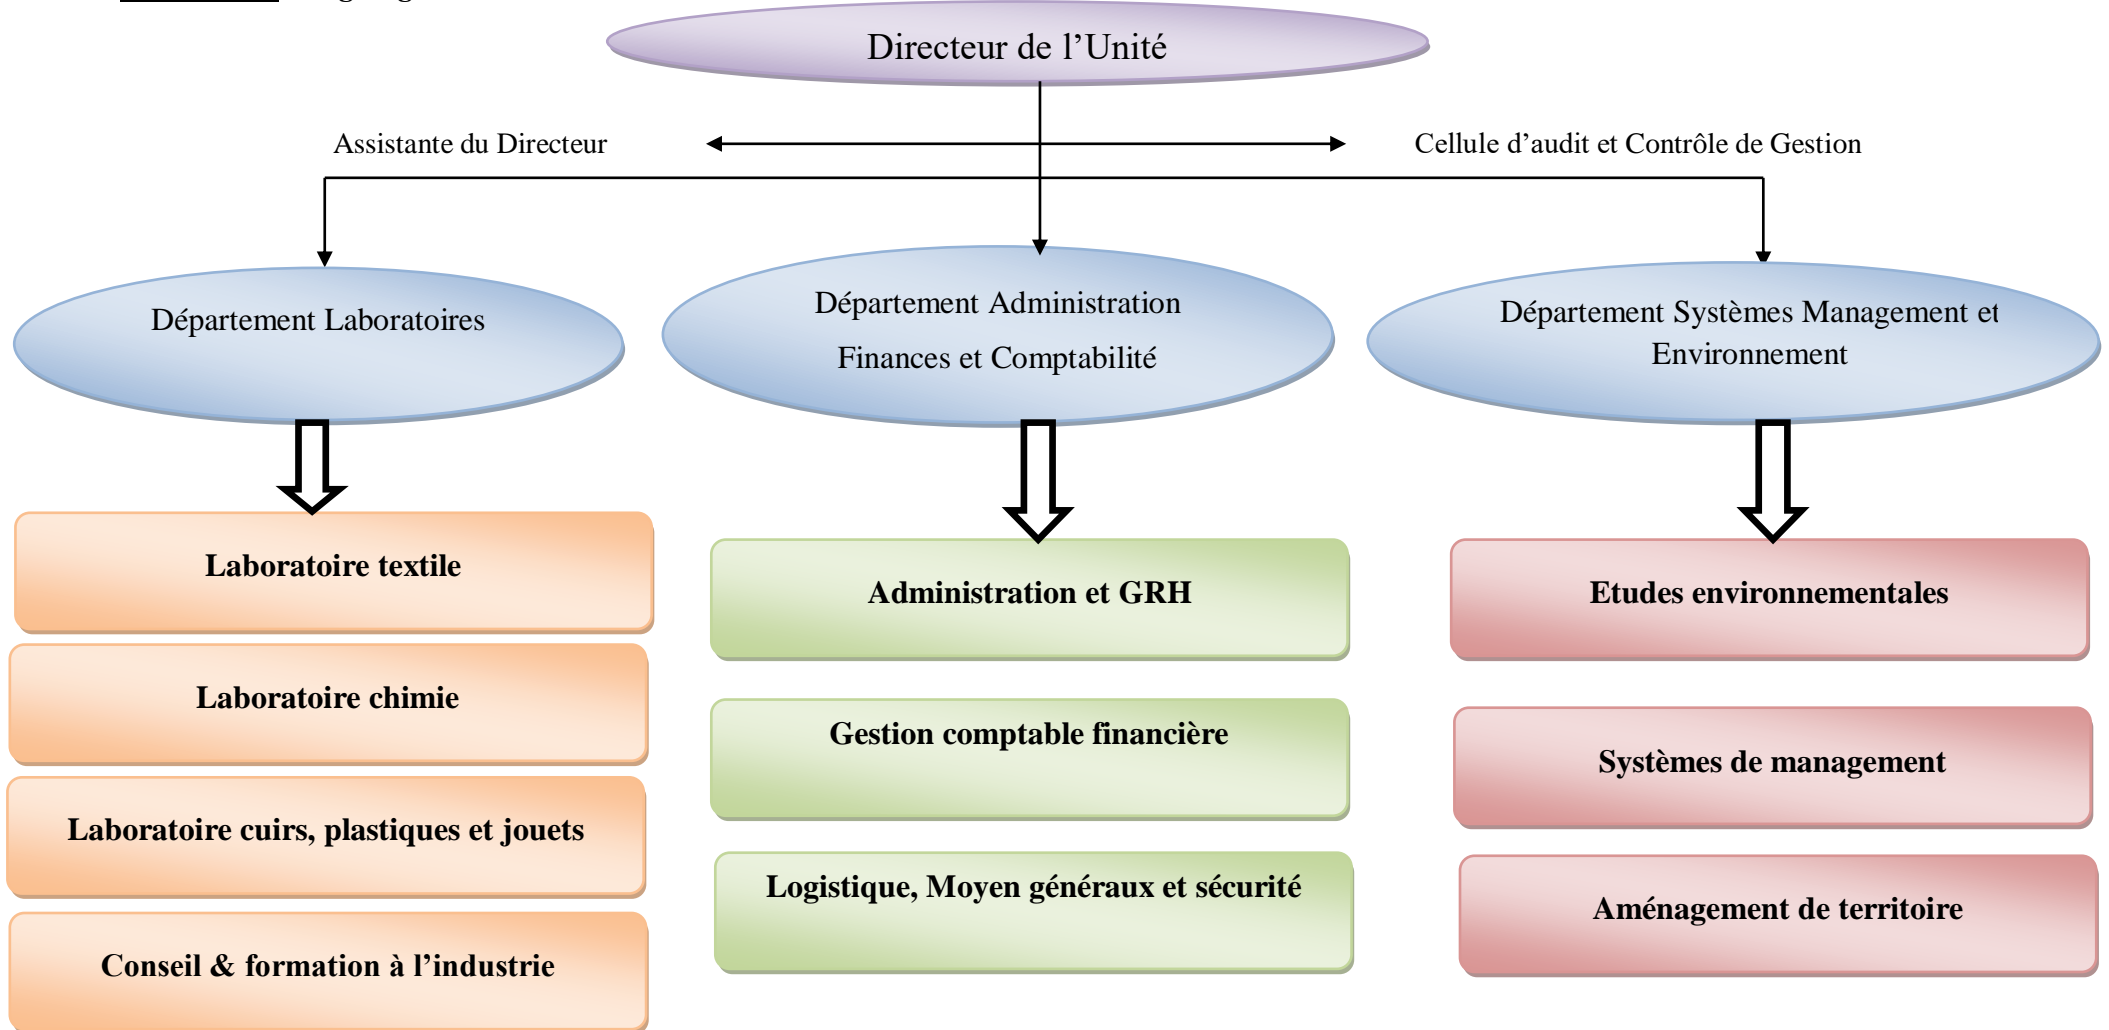 Directeur de l’Unité
Assistante du Directeur
Cellule d’audit et Contrôle de Gestion
Département Laboratoires
Département Administration
Finances et Comptabilité
Département Systèmes Management et
Environnement
Laboratoire textile
Laboratoire chimie
Laboratoire cuirs, plastiques et jouets
Conseil & formation à l’industrie
Administration et GRH
Gestion comptable financière
Logistique, Moyen généraux et sécurité
Etudes environnementales
Systèmes de management
Aménagement de territoire